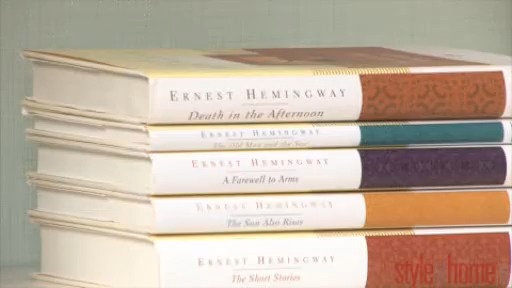 ERNEST HEMINGWAY
Death in the Afternoon
ERNEST HEMINGWAY
The Old Man and the Sea
ERNEST HEMINGWAY
A Farewell to Arms
ERNEST HEMINGWAY
The Sun Also Rises
ERNEST HEMINGWAY
The Short Stories
style home